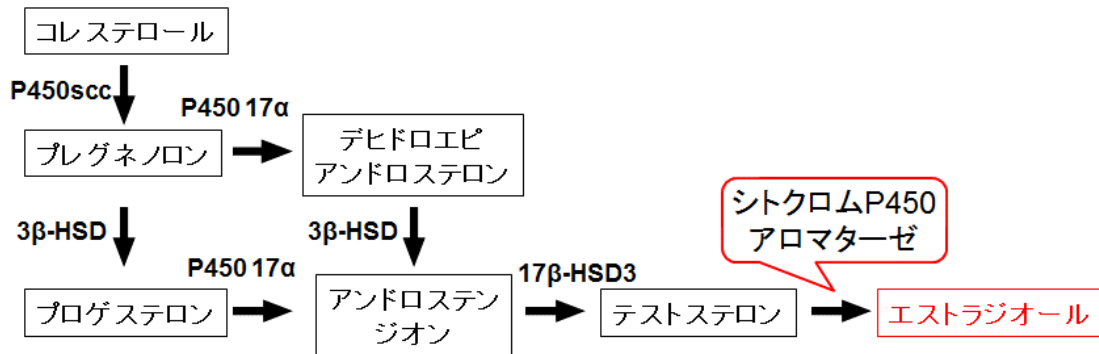 コレステロール
P450scc
P450 17α
プレグネノロン
デヒドロエピ
アンドロステロン
シトクロムP450
アロマターゼ
3β-HSD
3β-HSD
P450 17α
17β-HSD3
プロゲステロン
アンドロステン
ジオン
テストステロン
エストラジオール